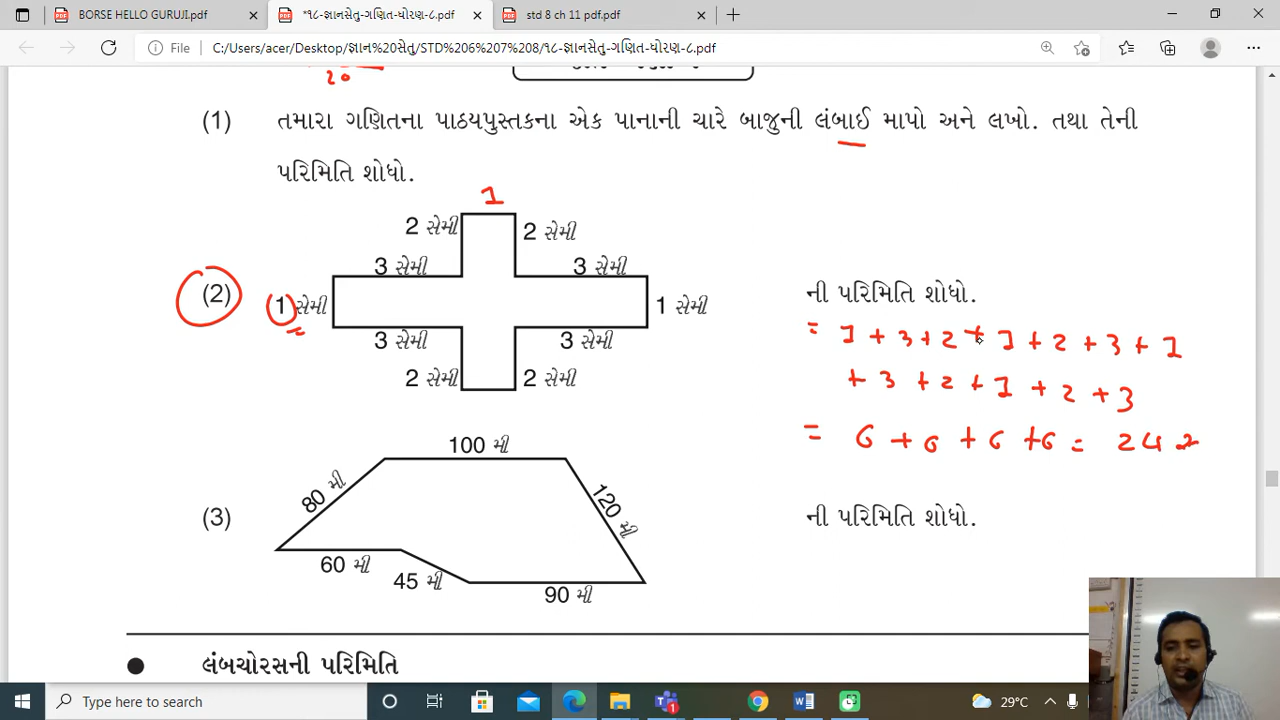 BORSE HELLO GURUJI.pdf
*૧૮-જ્ઞાનસેતુ-ગણિત-ધોરણ-૮.pdf
std 8 ch 11 pdf.pdf
File C:/Users/acer/Desktop/જ્ઞાન%20સેતુ/STD%206%207%208/૧૮-જ્ઞાનસેતુ-ગણિત-ધોરણ-૮.pdf
20
(1) તમારા ગણિતના પાઠયપુસ્તકના એક પાનાની ચારે બાજુની લંબાઈ માપો અને લખો. તથા તેની
પરિમિતિ શોધો.
1
2 સેમી 2 સેમી
3 સેમી 3 સેમી
(2) 1 સેમી 1 સેમી ની પરિમિતિ શોધો.
3 સેમી 3 સેમી
2 સેમી 2 સેમી
= 1 + 3 + 2 + 1 + 2 + 3 + 1
+ 3 + 2 + 1 + 2 + 3
= 6 + 6 + 6 + 6 = 24
100 મી
80 મી 120 મી
(3) ની પરિમિતિ શોધો.
60 મી 45 મી 90 મી
● લંબચોરસની પરિમિતિ
Type here to search
29°C